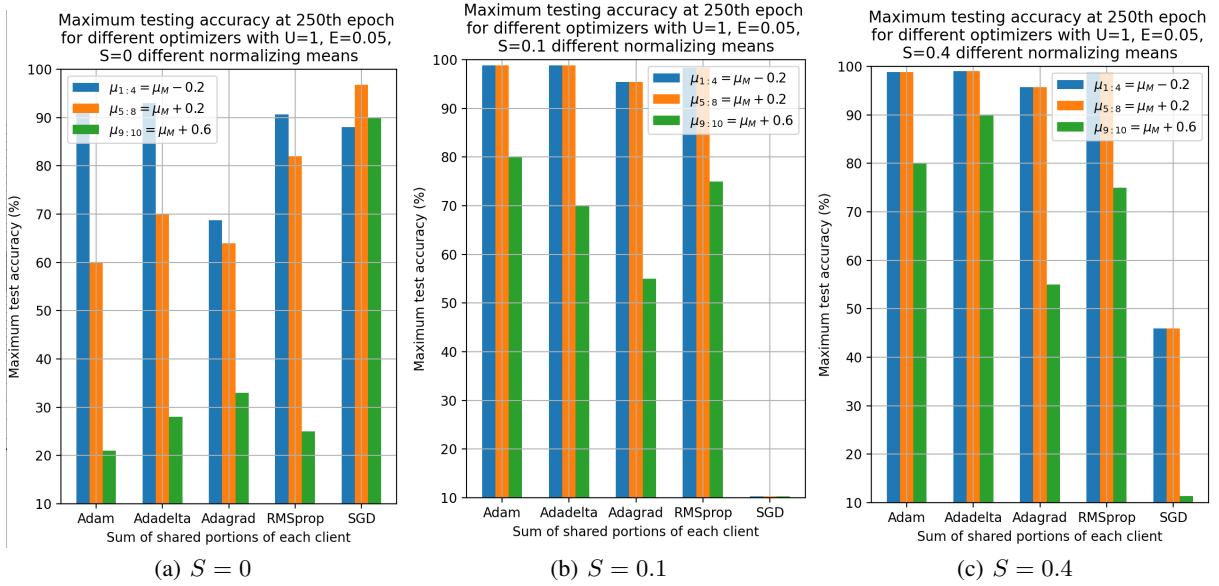 Maximum testing accuracy at 250th epoch
for different optimizers with U=1, E=0.05,
S=0 different normalizing means
Maximum test accuracy (%)
100
90
80
70
60
50
40
30
20
10
μ1:4 = μM − 0.2
μ5:8 = μM + 0.2
μ9:10 = μM + 0.6
Adam Adadelta Adagrad RMSprop SGD
Sum of shared portions of each client
(a) S = 0
Maximum testing accuracy at 250th epoch
for different optimizers with U=1, E=0.05,
S=0.1 different normalizing means
Maximum test accuracy (%)
100
90
80
70
60
50
40
30
20
10
μ1:4 = μM − 0.2
μ5:8 = μM + 0.2
μ9:10 = μM + 0.6
Adam Adadelta Adagrad RMSprop SGD
Sum of shared portions of each client
(b) S = 0.1
Maximum testing accuracy at 250th epoch
for different optimizers with U=1, E=0.05,
S=0.4 different normalizing means
Maximum test accuracy (%)
100
90
80
70
60
50
40
30
20
10
μ1:4 = μM − 0.2
μ5:8 = μM + 0.2
μ9:10 = μM + 0.6
Adam Adadelta Adagrad RMSprop SGD
Sum of shared portions of each client
(c) S = 0.4